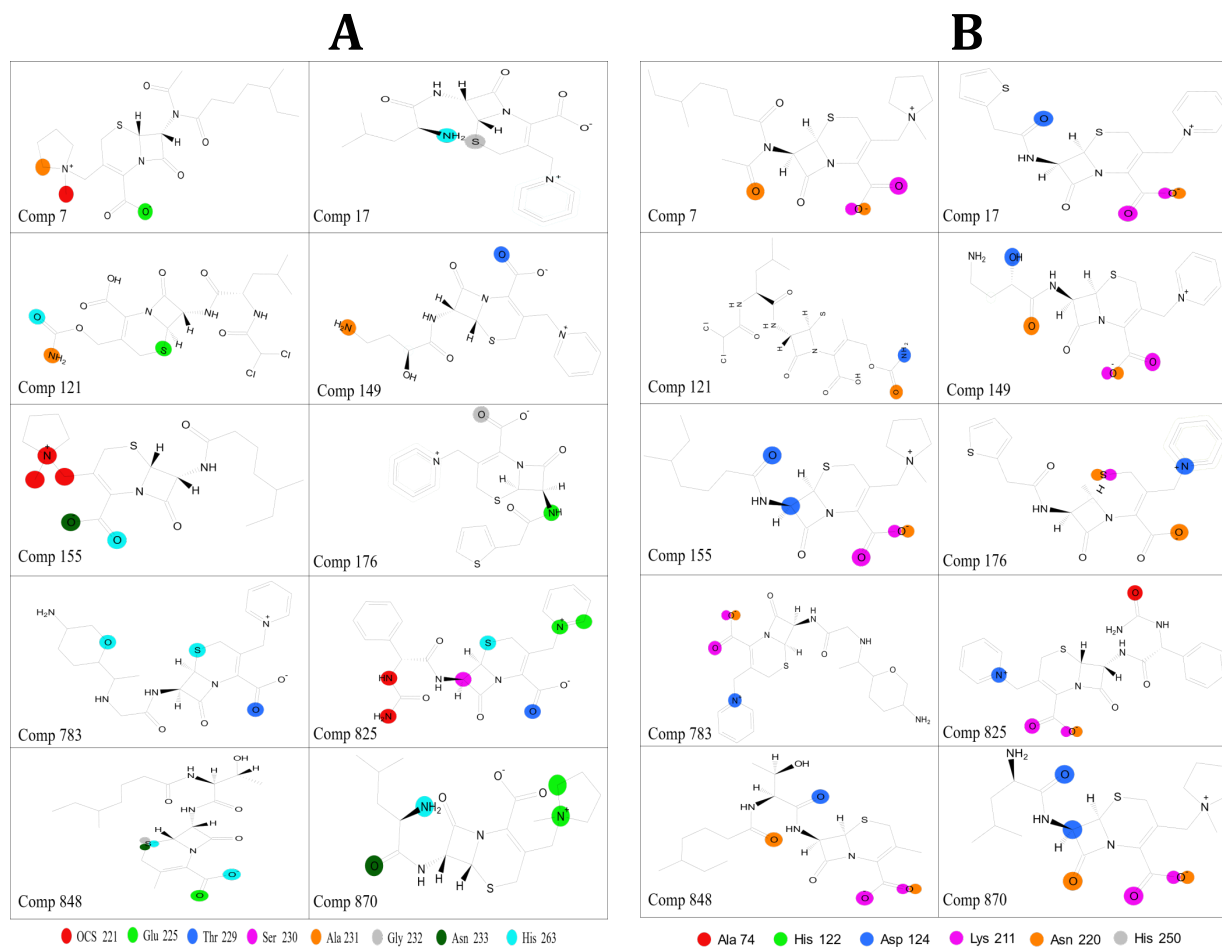 A
B
Comp 7
Comp 17
Comp 7
Comp 17
Comp 121
Comp 149
Comp 121
Comp 149
Comp 155
Comp 176
Comp 155
Comp 176
Comp 783
Comp 825
Comp 783
Comp 825
Comp 848
Comp 870
Comp 848
Comp 870
OCS 221 Glu 225 Thr 229 Ser 230 Ala 231 Gly 232 Asn 233 His 263
Ala 74 His 122 Asp 124 Lys 211 Asn 220 His 250